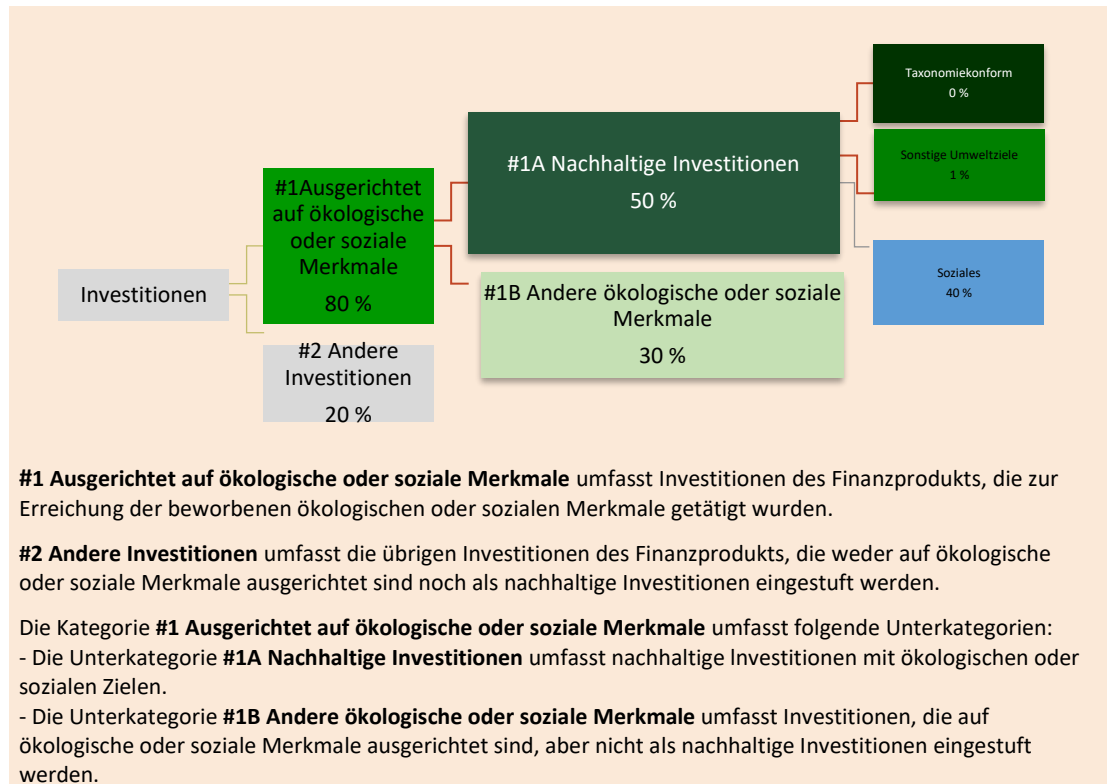 Taxonomiekonform
0 %
#1A Nachhaltige Investitionen
50 %
Sonstige Umweltziele
1 %
#1Ausgerichtet
auf ökologische
oder soziale
Merkmale
80 %
Soziales
40 %
Investitionen
#1B Andere ökologische oder soziale
Merkmale
30 %
#2 Andere
Investitionen
20 %
#1 Ausgerichtet auf ökologische oder soziale Merkmale umfasst Investitionen des Finanzprodukts, die zur
Erreichung der beworbenen ökologischen oder sozialen Merkmale getätigt wurden.
#2 Andere Investitionen umfasst die übrigen Investitionen des Finanzprodukts, die weder auf ökologische
oder soziale Merkmale ausgerichtet sind noch als nachhaltige Investitionen eingestuft werden.
Die Kategorie #1 Ausgerichtet auf ökologische oder soziale Merkmale umfasst folgende Unterkategorien:
- Die Unterkategorie #1A Nachhaltige Investitionen umfasst nachhaltige Investitionen mit ökologischen oder
sozialen Zielen.
- Die Unterkategorie #1B Andere ökologische oder soziale Merkmale umfasst Investitionen, die auf
ökologische oder soziale Merkmale ausgerichtet sind, aber nicht als nachhaltige Investitionen eingestuft
werden.